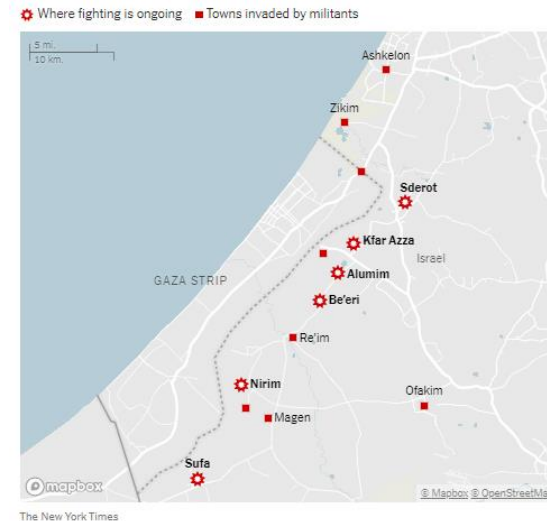 Where fighting is ongoing Towns invaded by militants
5 mi.
10 km.
Ashkelon
Zikim
Sderot
Kfar Azza
Israel
Alumim
GAZA STRIP
Be'eri
Re'im
Nirim
Ofakim
Magen
Sufa
mapbox
© Mapbox © OpenStreetMa
The New York Times